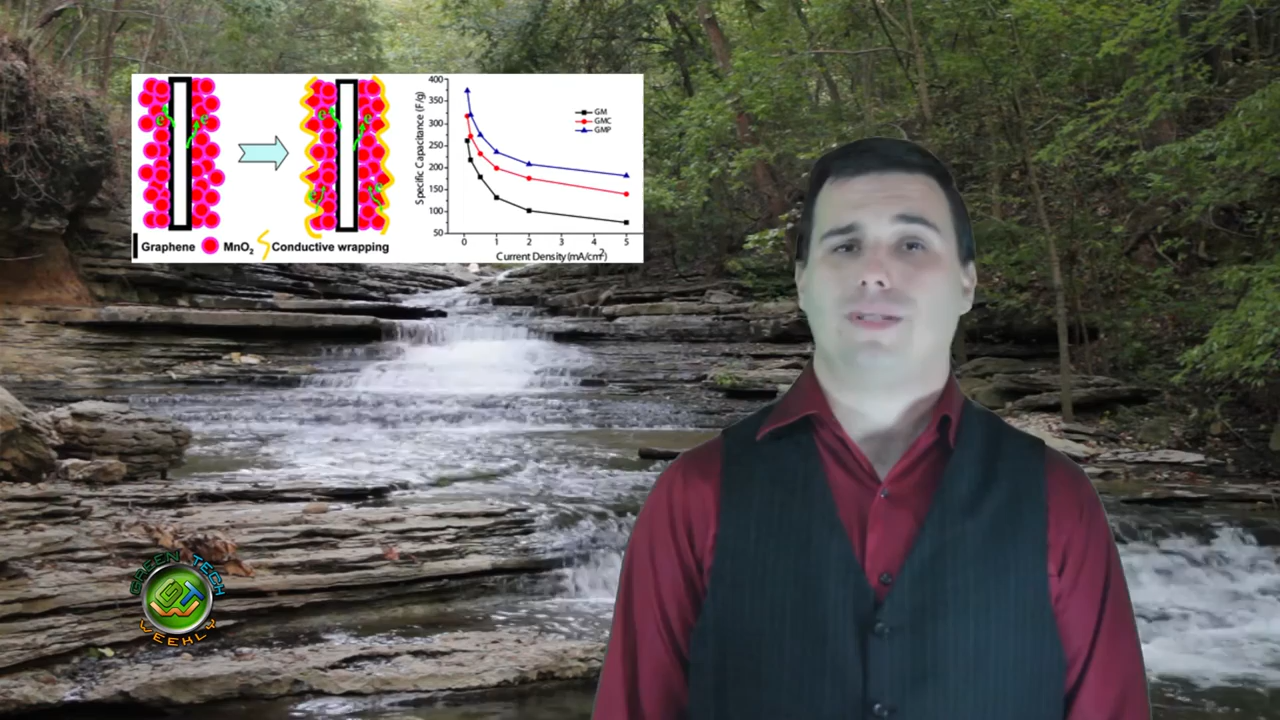 Graphene
MnO₂
Conductive wrapping
e⁻
e⁻
e⁻
e⁻
e⁻
e⁻
Specific Capacitance (F/g)
400
350
300
250
200
150
100
50
GM
GMC
GMP
0
1
2
3
4
5
Current Density (mA/cm²)
GREEN TECH
GTW
WEEKLY